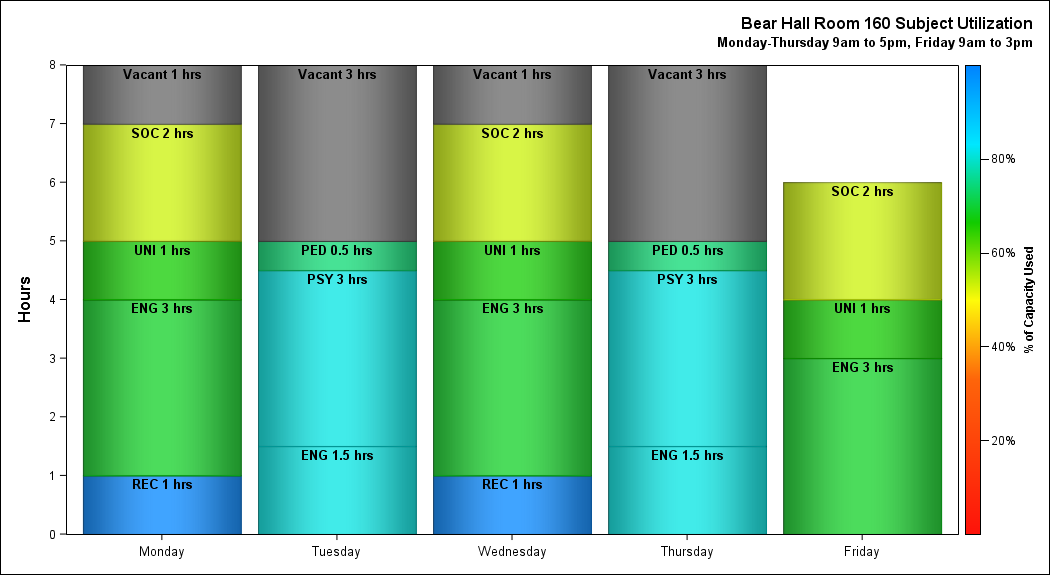 Bear Hall Room 160 Subject Utilization
Monday-Thursday 9am to 5pm, Friday 9am to 3pm
Hours
8
7
6
5
4
3
2
1
0
Vacant 1 hrs
SOC 2 hrs
UNI 1 hrs
ENG 3 hrs
REC 1 hrs
Vacant 3 hrs
PED 0.5 hrs
PSY 3 hrs
ENG 1.5 hrs
Vacant 1 hrs
SOC 2 hrs
UNI 1 hrs
ENG 3 hrs
REC 1 hrs
Vacant 3 hrs
PED 0.5 hrs
PSY 3 hrs
ENG 1.5 hrs
SOC 2 hrs
UNI 1 hrs
ENG 3 hrs
Monday
Tuesday
Wednesday
Thursday
Friday
80%
60%
40%
20%
% of Capacity Used